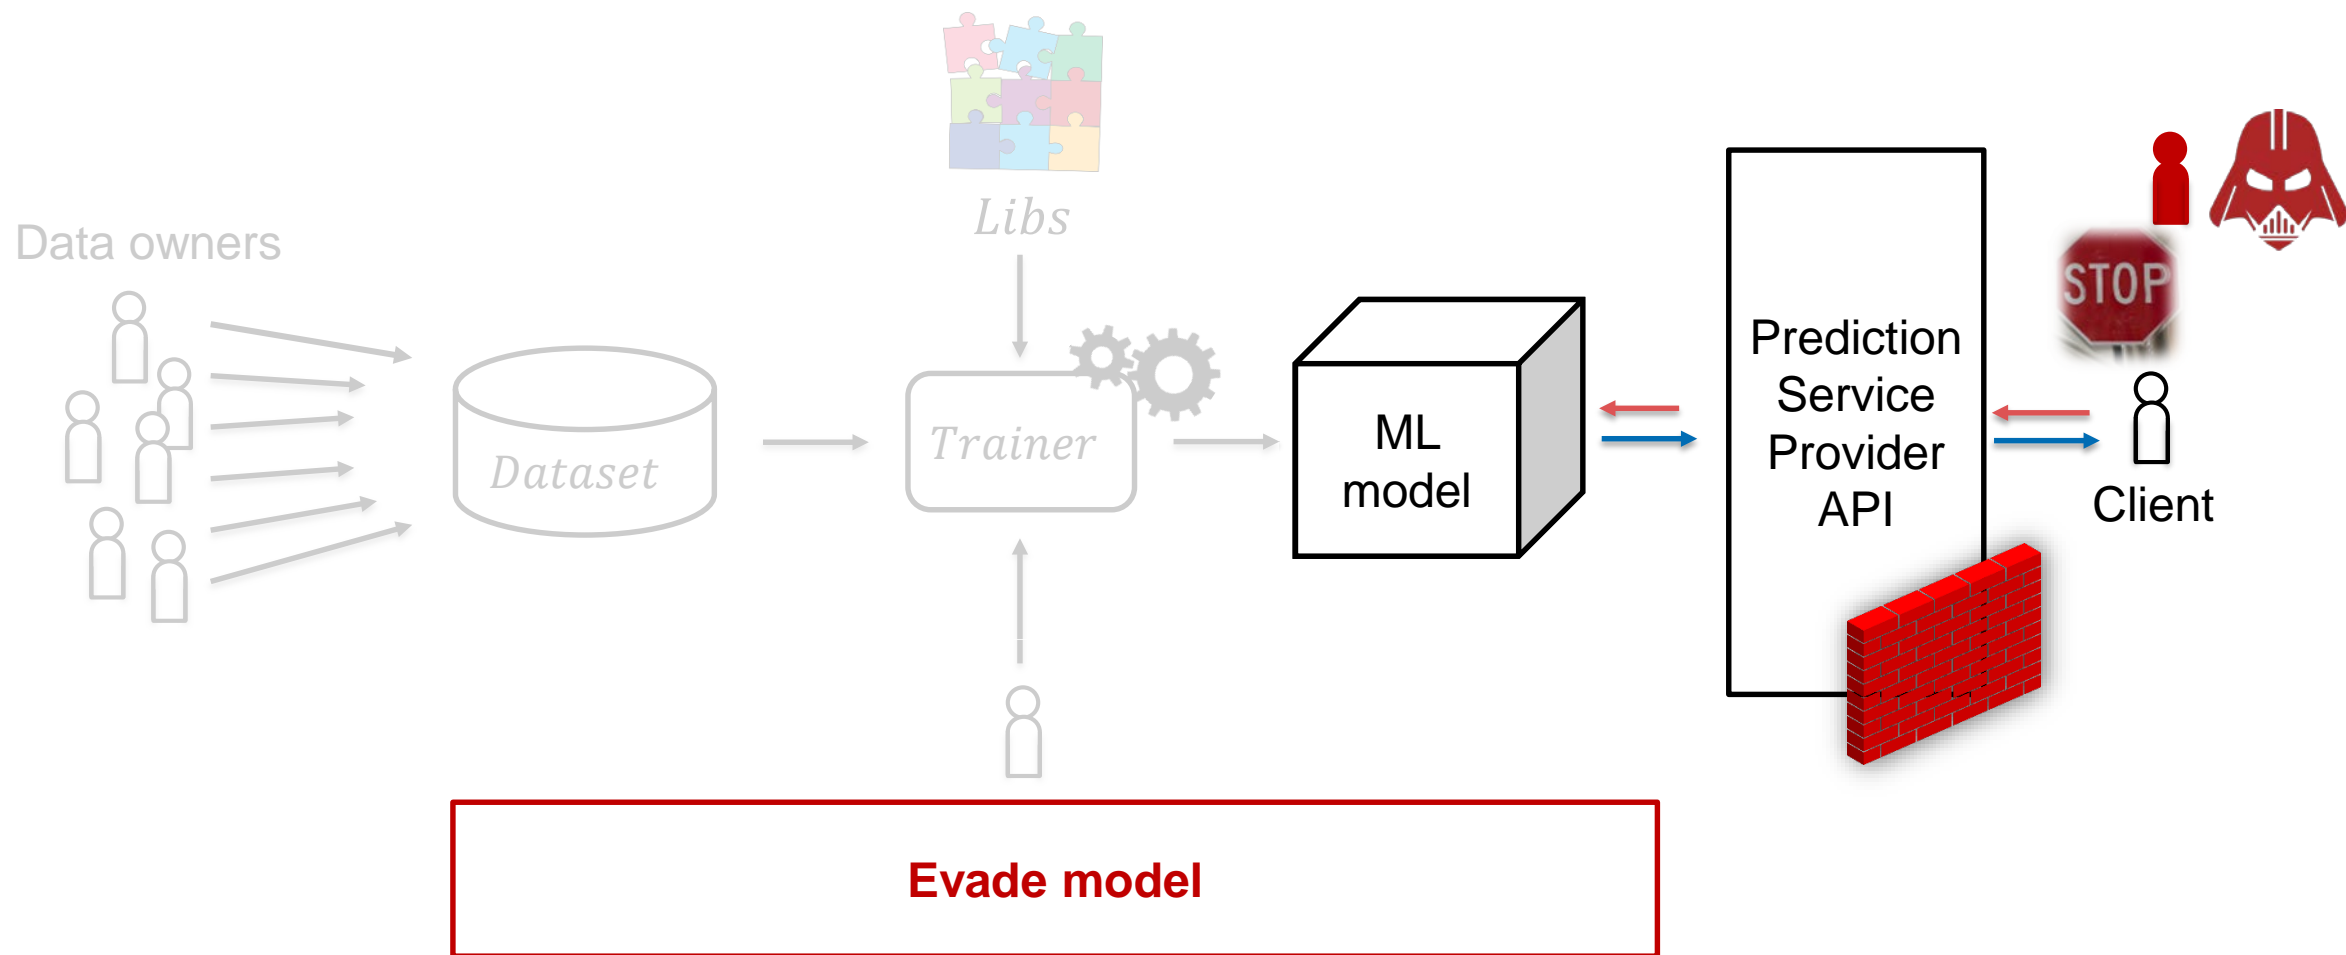 Libs
Data owners
Dataset
Trainer
ML
model
Prediction
Service
Provider
API
STOP
Client
Evade model